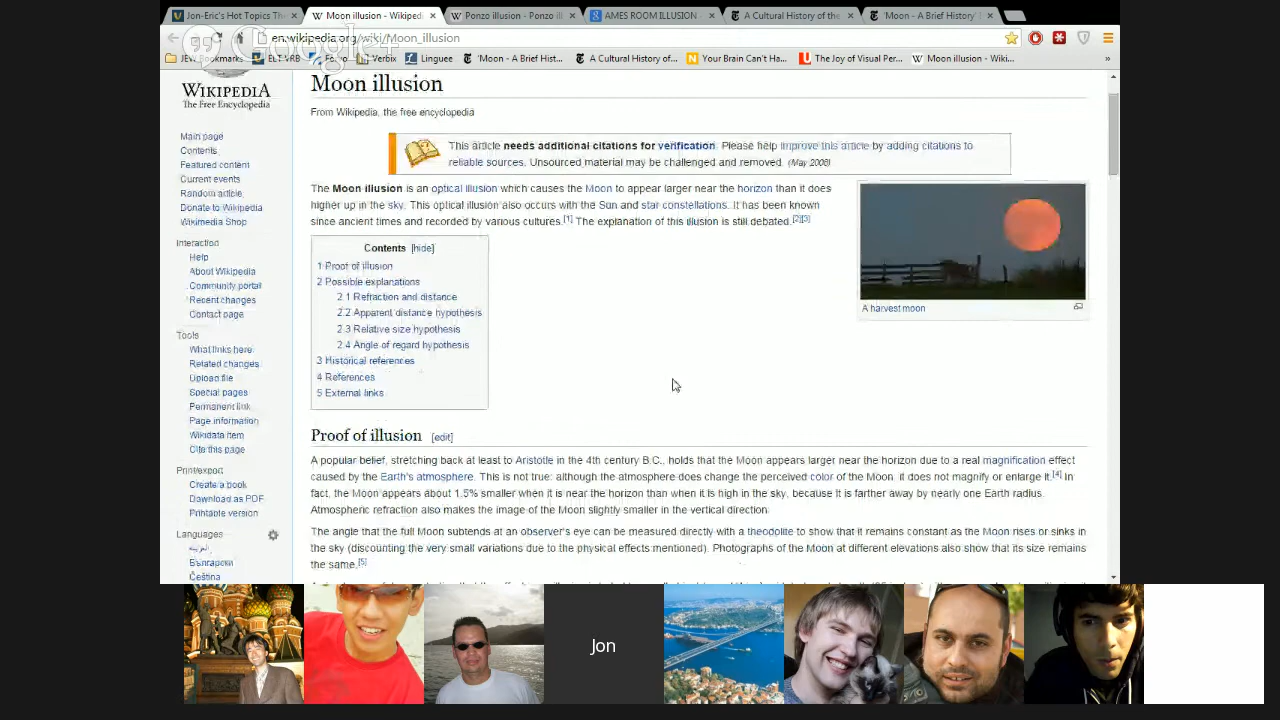 Jon-Eric's Hot Topics The
Moon illusion - Wikiped
Ponzo illusion - Ponzo ill
AMES ROOM ILLUSION
A Cultural History of the
'Moon - A Brief History'
Google+
en.wikipedia.org/wiki/Moon_illusion
JEW Bookmarks
ELT-VRB
Forvo
Verbix
Linguee
'Moon - A Brief Hist...
A Cultural History of...
Your Brain Can't Ha...
The Joy of Visual Per...
Moon illusion - Wiki...
»
WIKIPEDIA
The Free Encyclopedia
Main page
Contents
Featured content
Current events
Random article
Donate to Wikipedia
Wikimedia Shop
Interaction
Help
About Wikipedia
Community portal
Recent changes
Contact page
Tools
What links here
Related changes
Upload file
Special pages
Permanent link
Page information
Wikidata item
Cite this page
Print/export
Create a book
Download as PDF
Printable version
Languages
العربية
Български
Čeština
Moon illusion
From Wikipedia, the free encyclopedia
This article needs additional citations for verification. Please help improve this article by adding citations to
reliable sources. Unsourced material may be challenged and removed. (May 2008)
The Moon illusion is an optical illusion which causes the Moon to appear larger near the horizon than it does
higher up in the sky. This optical illusion also occurs with the Sun and star constellations. It has been known
since ancient times and recorded by various cultures.[1] The explanation of this illusion is still debated.[2][3]
A harvest moon
Contents [hide]
1 Proof of illusion
2 Possible explanations
2.1 Refraction and distance
2.2 Apparent distance hypothesis
2.3 Relative size hypothesis
2.4 Angle of regard hypothesis
3 Historical references
4 References
5 External links
Proof of illusion [edit]
A popular belief, stretching back at least to Aristotle in the 4th century B.C., holds that the Moon appears larger near the horizon due to a real magnification effect
caused by the Earth's atmosphere. This is not true: although the atmosphere does change the perceived color of the Moon, it does not magnify or enlarge it.[4] In
fact, the Moon appears about 1.5% smaller when it is near the horizon than when it is high in the sky, because it is farther away by nearly one Earth radius.
Atmospheric refraction also makes the image of the Moon slightly smaller in the vertical direction.
The angle that the full Moon subtends at an observer's eye can be measured directly with a theodolite to show that it remains constant as the Moon rises or sinks in
the sky (discounting the very small variations due to the physical effects mentioned). Photographs of the Moon at different elevations also show that its size remains
the same.[5]
Jon